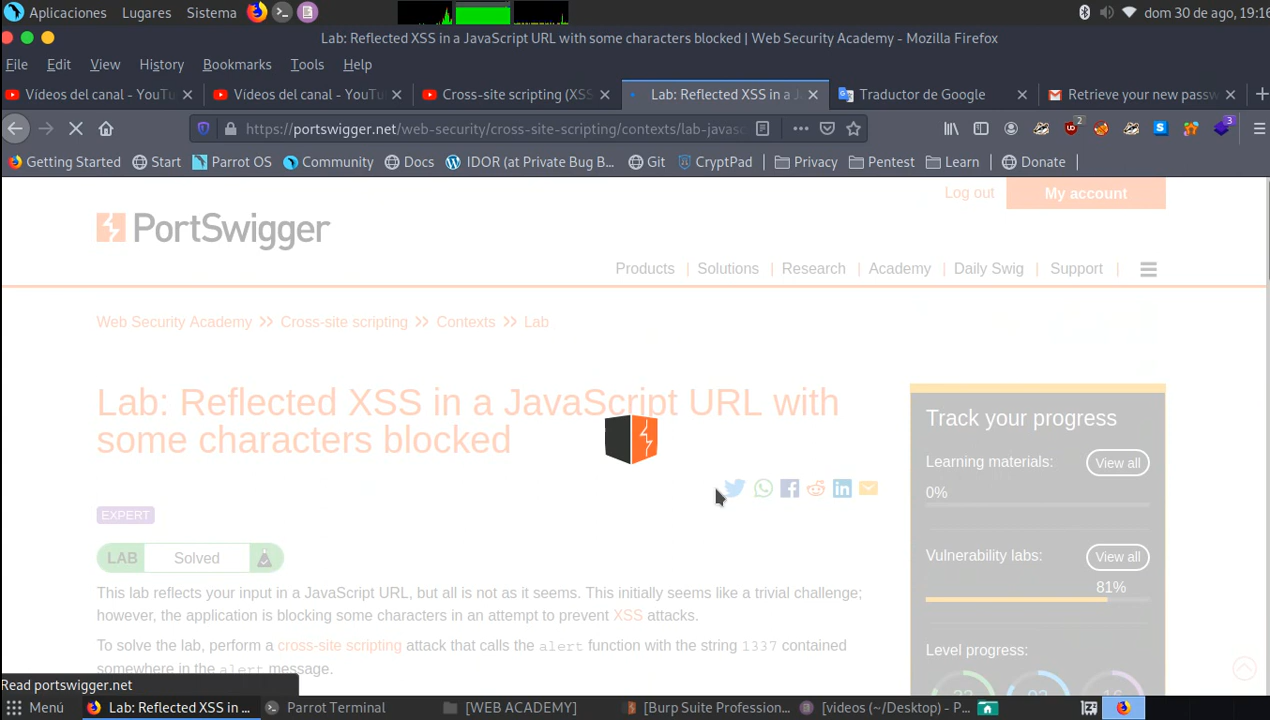 Aplicaciones Lugares Sistema dom 30 de ago, 19:16
Lab: Reflected XSS in a JavaScript URL with some characters blocked | Web Security Academy - Mozilla Firefox
File Edit View History Bookmarks Tools Help
Vídeos del canal - YouTu Vídeos del canal - YouTu Cross-site scripting (XSS Lab: Reflected XSS in a J Traductor de Google Retrieve your new passw
https://portswigger.net/web-security/cross-site-scripting/contexts/lab-javasc 2 3
Getting Started Start Parrot OS Community Docs IDOR (at Private Bug B... Git CryptPad Privacy Pentest Learn Donate
Log out My account
PortSwigger
Products | Solutions | Research | Academy | Daily Swig | Support |
Web Security Academy >> Cross-site scripting >> Contexts >> Lab
Lab: Reflected XSS in a JavaScript URL with
some characters blocked
EXPERT
LAB Solved
This lab reflects your input in a JavaScript URL, but all is not as it seems. This initially seems like a trivial challenge;
however, the application is blocking some characters in an attempt to prevent XSS attacks.
To solve the lab, perform a cross-site scripting attack that calls the alert function with the string 1337 contained
somewhere in the alert message.
Track your progress
Learning materials: View all
0%
Vulnerability labs: View all
81%
Level progress:
Read portswigger.net
Menú Lab: Reflected XSS in ... Parrot Terminal [WEB ACADEMY] [Burp Suite Profession... [videos (~/Desktop) - P...